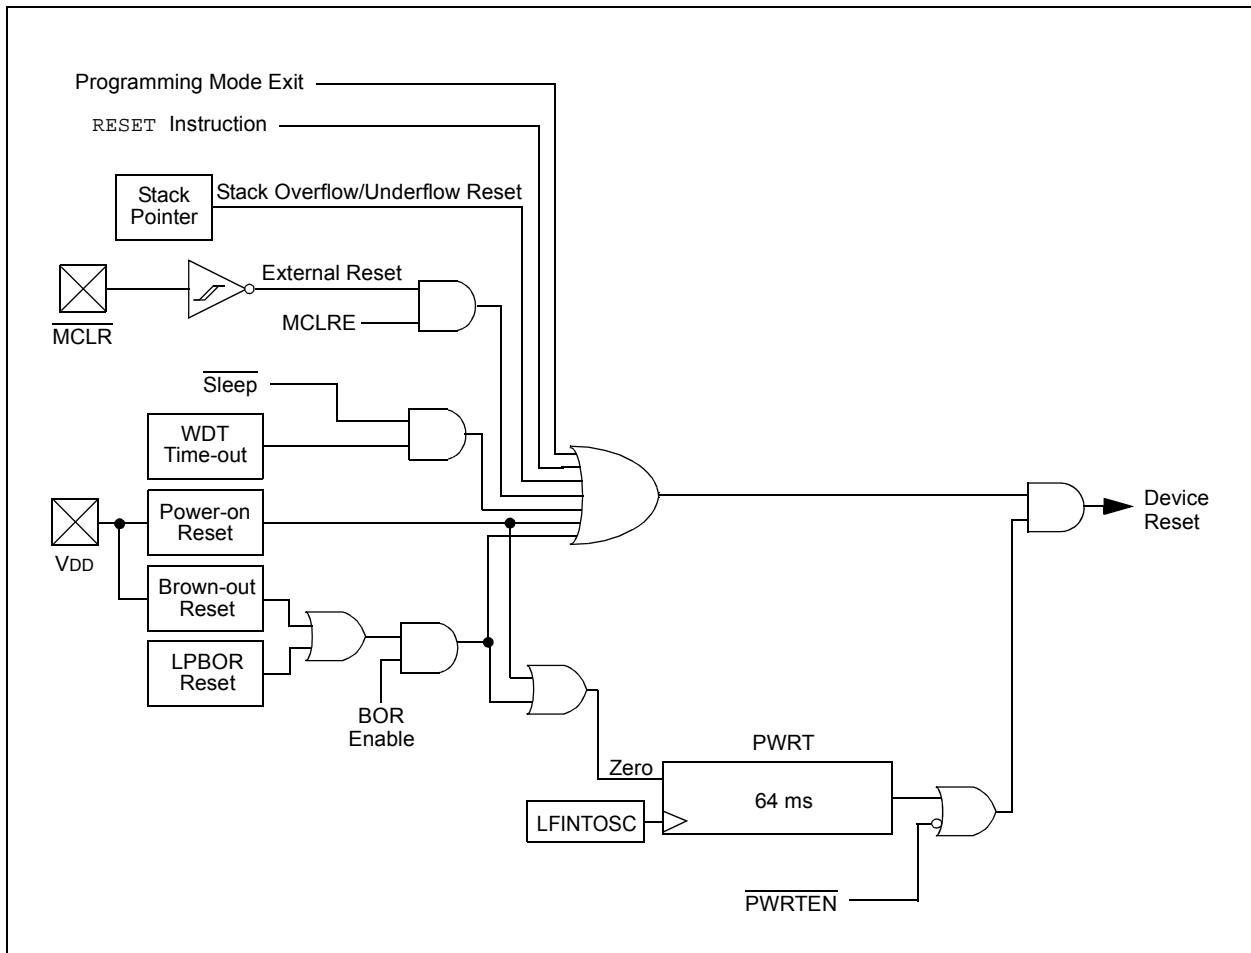 Programming Mode Exit
RESET Instruction
Stack
Pointer
Stack Overflow/Underflow Reset
External Reset
MCLR
MCLRE
Sleep
WDT
Time-out
Power-on
Reset
VDD
Device
Reset
Brown-out
Reset
LPBOR
Reset
BOR
Enable
PWRT
Zero
64 ms
LFINTOSC
PWRTEN